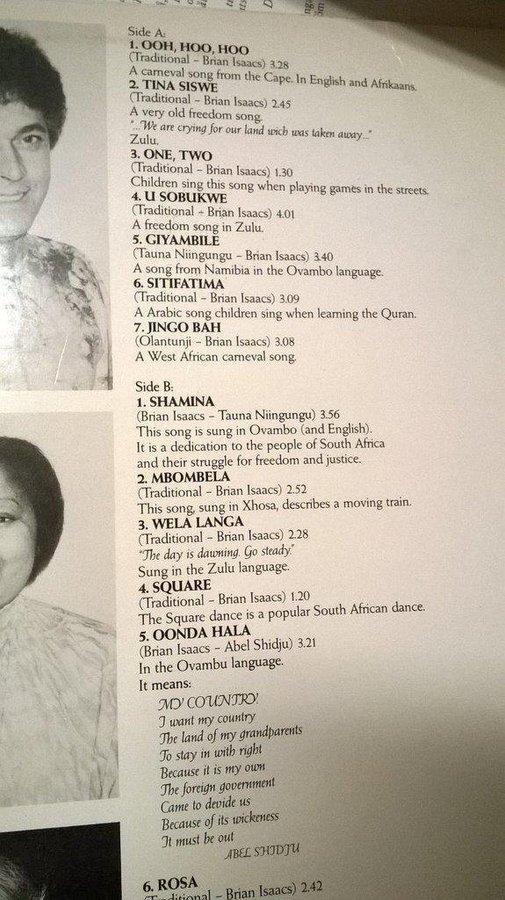 Side A:
1. OOH, HOO, HOO
(Traditional – Brian Isaacs) 3.28
A carneval song from the Cape. In English and Afrikaans.
2. TINA SISWE
(Traditional – Brian Isaacs) 2.45
A very old freedom song.
"...We are crying for our land wich was taken away..."
Zulu.
3. ONE, TWO
(Traditional – Brian Isaacs) 1.30
Children sing this song when playing games in the streets.
4. U SOBUKWE
(Traditional – Brian Isaacs) 4.01
A freedom song in Zulu.
5. GIYAMBILE
(Tauna Niingungu – Brian Isaacs) 3.40
A song from Namibia in the Ovambo language.
6. SITIFATIMA
(Traditional – Brian Isaacs) 3.09
A Arabic song children sing when learning the Quran.
7. JINGO BAH
(Olantunji – Brian Isaacs) 3.08
A West African carneval song.
Side B:
1. SHAMINA
(Brian Isaacs – Tauna Niingungu) 3.56
This song is sung in Ovambo (and English).
It is a dedication to the people of South Africa
and their struggle for freedom and justice.
2. MBOMBELA
(Traditional – Brian Isaacs) 2.52
This song, sung in Xhosa, describes a moving train.
3. WELA LANGA
(Traditional – Brian Isaacs) 2.28
"The day is dawning. Go steady."
Sung in the Zulu language.
4. SQUARE
(Traditional – Brian Isaacs) 1.20
The Square dance is a popular South African dance.
5. OONDA HALA
(Brian Isaacs – Abel Shidju) 3.21
In the Ovambu language.
It means:
MY COUNTRY!
I want my country
The land of my grandparents
To stay in with right
Because it is my own
The foreign government
Came to devide us
Because of its wickeness
It must be out
ABEL SHIDJU
6. ROSA
(Traditional – Brian Isaacs) 2.42